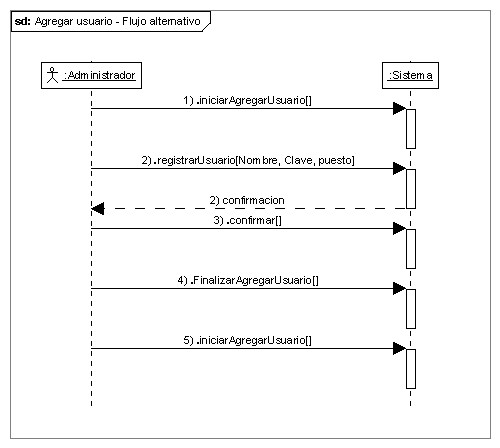 sd: Agregar usuario - Flujo alternativo
:Administrador
:Sistema
1) .iniciarAgregarUsuario[]
2) .registrarUsuario[Nombre, Clave, puesto]
2) confirmacion
3) .confirmar[]
4) .FinalizarAgregarUsuario[]
5) .iniciarAgregarUsuario[]